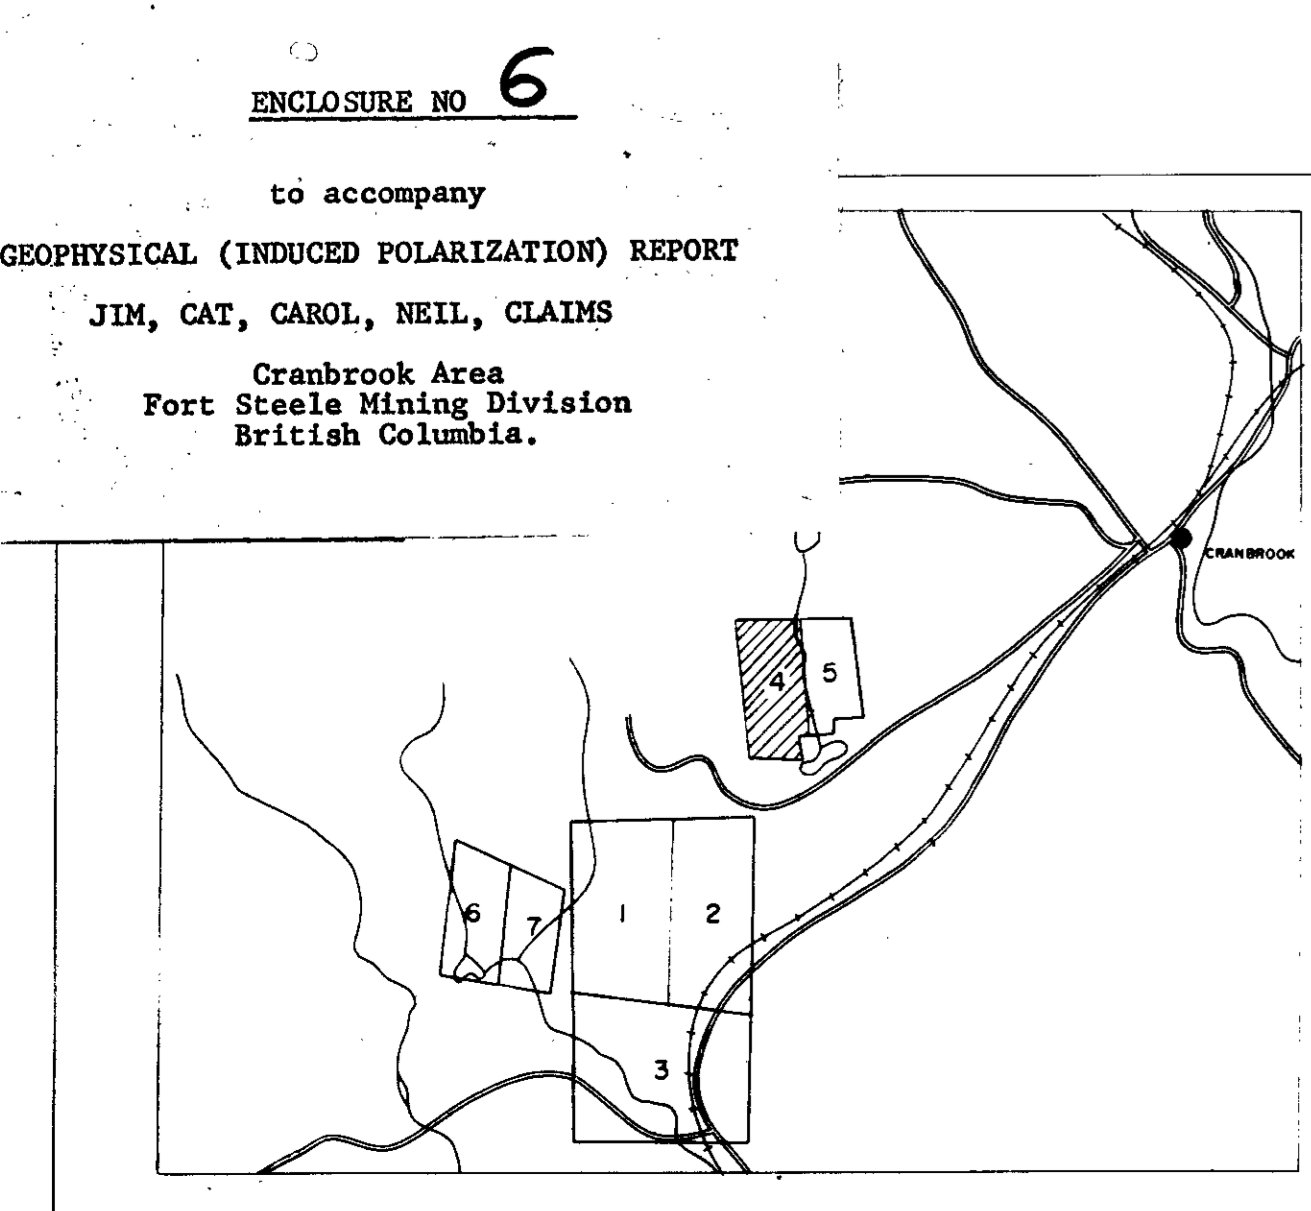 ENCLOSURE NO 6
to accompany
GEOPHYSICAL (INDUCED POLARIZATION) REPORT
JIM, CAT, CAROL, NEIL, CLAIMS
Cranbrook Area
Fort Steele Mining Division
British Columbia.
CRANBROOK
4
5
6
7
1
2
3